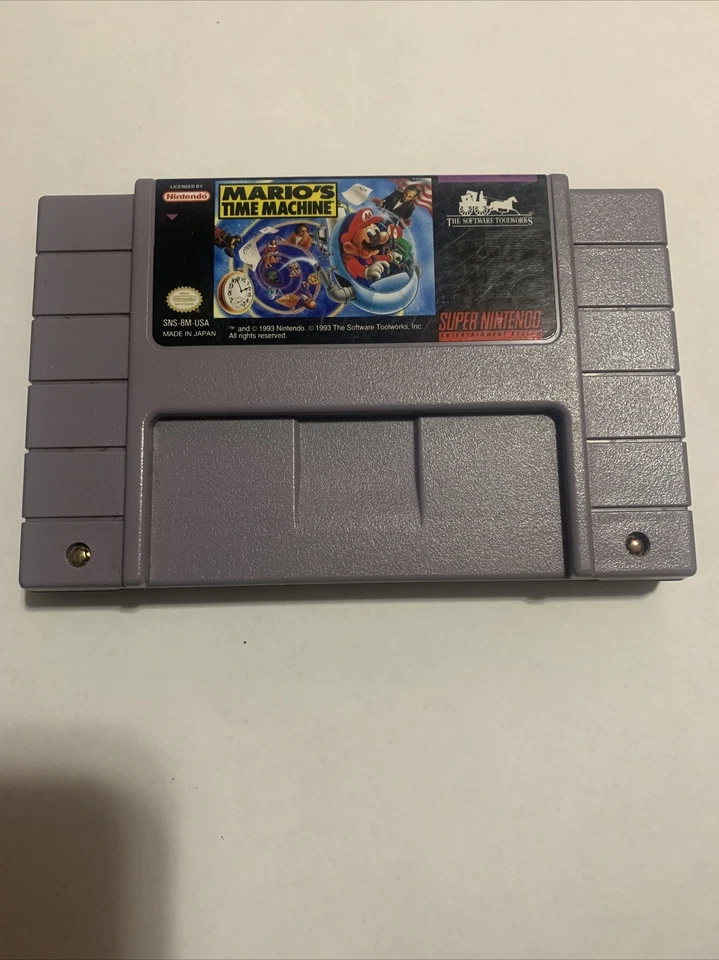 LICENSED BY
Nintendo
MARIO'S
TIME MACHINE
THE SOFTWARE TOOLWORKS
SNS-8M-USA
MADE IN JAPAN
™ and © 1993 Nintendo. © 1993 The Software Toolworks, Inc.
All rights reserved.
SUPER NINTENDO
ENTERTAINMENT SYSTEM